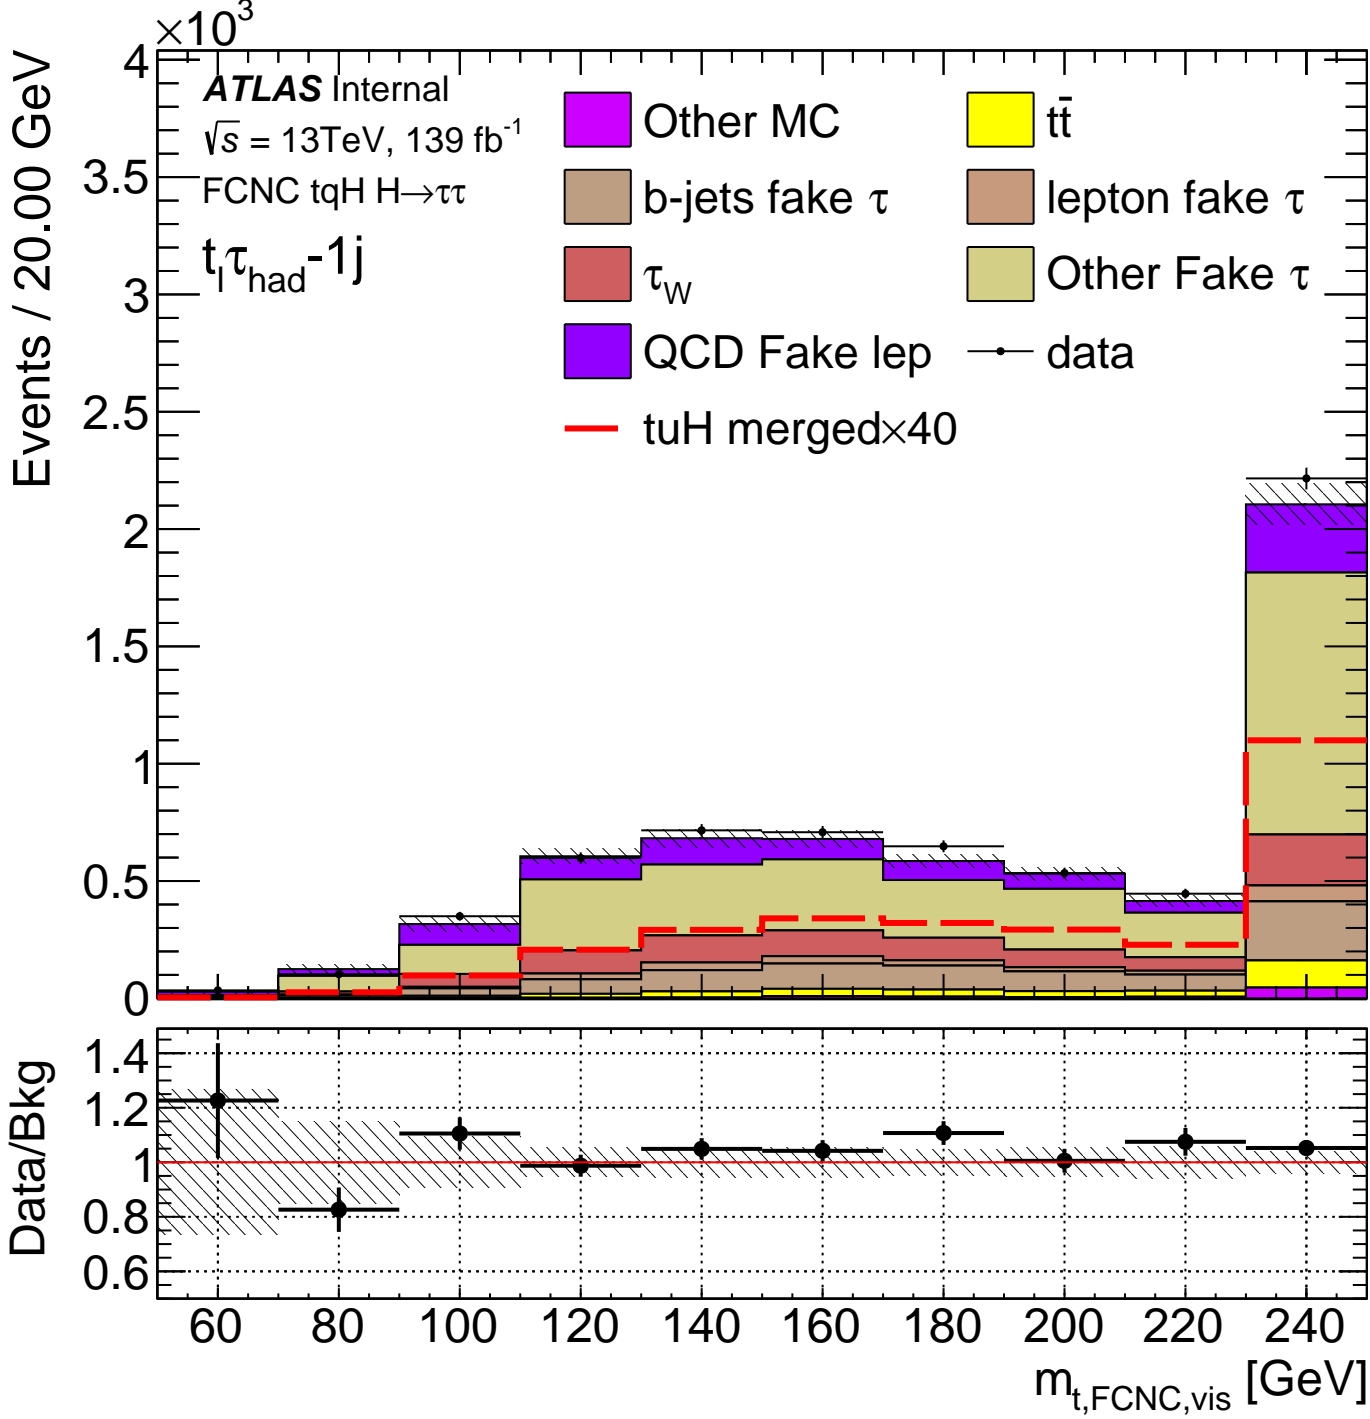 ×10³
Events / 20.00 GeV
4
3.5
3
2.5
2
1.5
1
0.5
0
ATLAS Internal
√s = 13TeV, 139 fb⁻¹
FCNC tqH H→ττ
tₗτ_had-1j
Other MC
tt̄
b-jets fake τ
lepton fake τ
τ_W
Other Fake τ
QCD Fake lep
data
tuH merged×40
Data/Bkg
1.4
1.2
1
0.8
0.6
60 80 100 120 140 160 180 200 220 240
m_t,FCNC,vis [GeV]